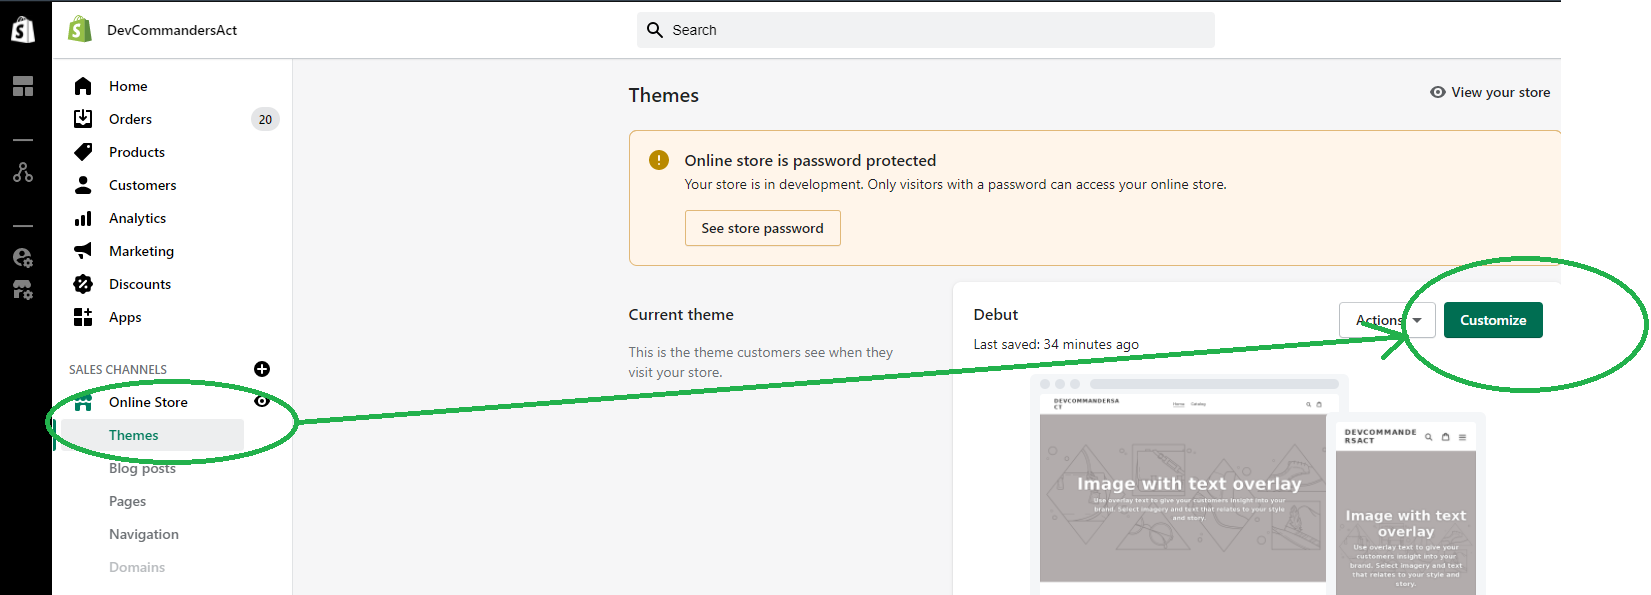 DevCommandersAct
Search
Home
Orders 20
Products
Customers
Analytics
Marketing
Discounts
Apps
SALES CHANNELS
Online Store
Themes
Blog posts
Pages
Navigation
Domains
Themes
View your store
Online store is password protected
Your store is in development. Only visitors with a password can access your online store.
See store password
Current theme
This is the theme customers see when they
visit your store.
Debut
Last saved: 34 minutes ago
Actions
Customize
DEVCOMMANDERSA
CT
Home Catalog
Image with text overlay
Use overlay text to give your customers insight into your
brand. Select imagery and text that relates to your style
and story.
DEVCOMMANDE
RSACT
Image with text
overlay
Use overlay text to give your
customers insight into your
brand. Select imagery and text
that relates to your style and
story.